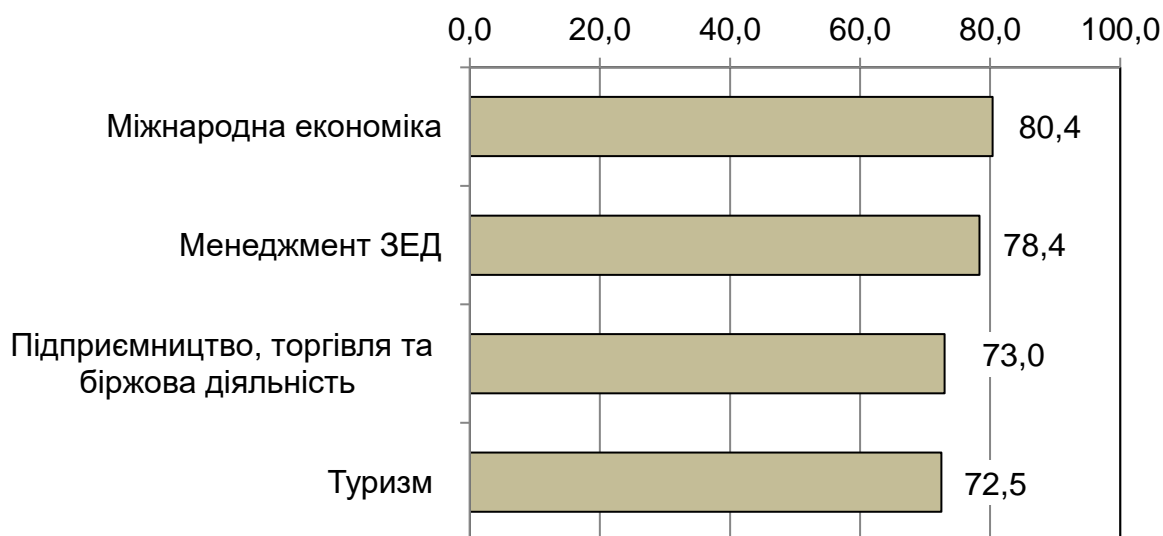 0,0 20,0 40,0 60,0 80,0 100,0
Міжнародна економіка 80,4
Менеджмент ЗЕД 78,4
Підприємництво, торгівля та
біржова діяльність 73,0
Туризм 72,5